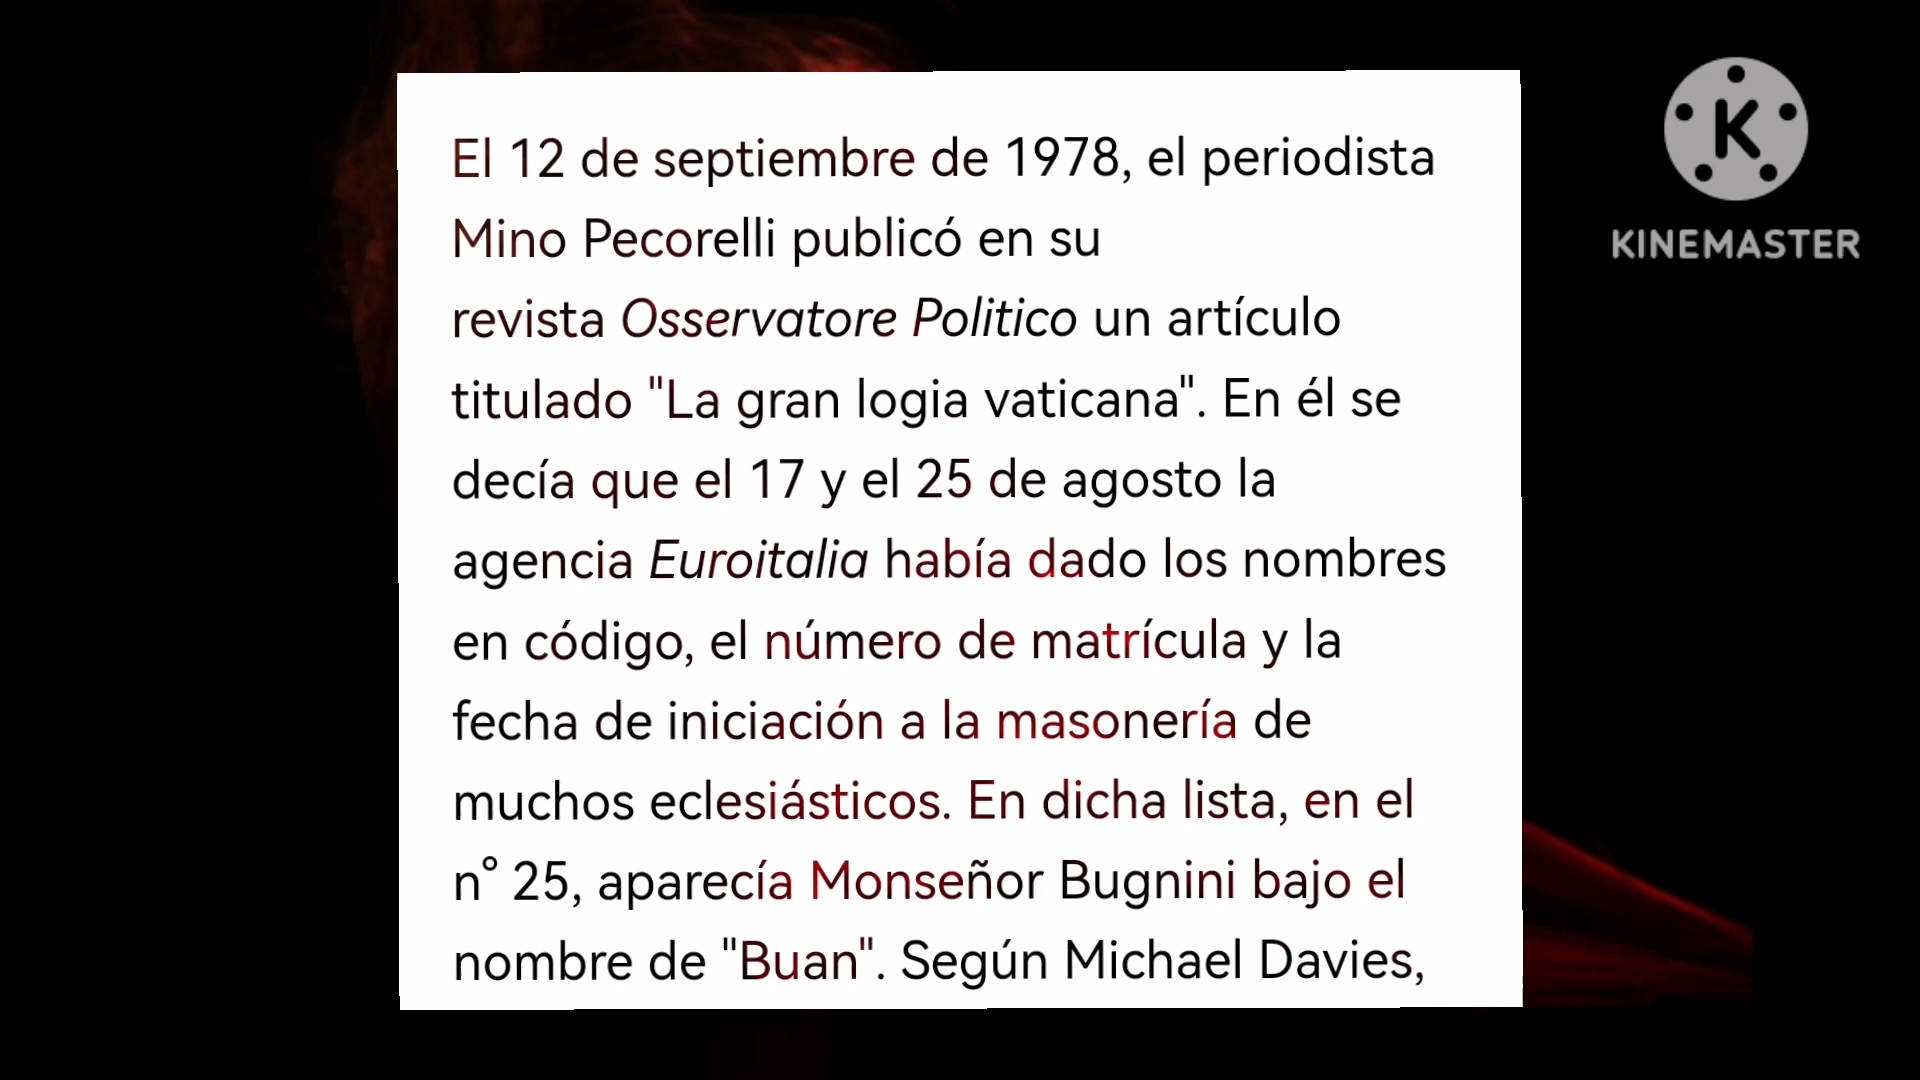 El 12 de septiembre de 1978, el periodista
Mino Pecorelli publicó en su
revista Osservatore Politico un artículo
titulado "La gran logia vaticana". En él se
decía que el 17 y el 25 de agosto la
agencia Euroitalia había dado los nombres
en código, el número de matrícula y la
fecha de iniciación a la masonería de
muchos eclesiásticos. En dicha lista, en el
n° 25, aparecía Monseñor Bugnini bajo el
nombre de "Buan". Según Michael Davies,
K
KINEMASTER